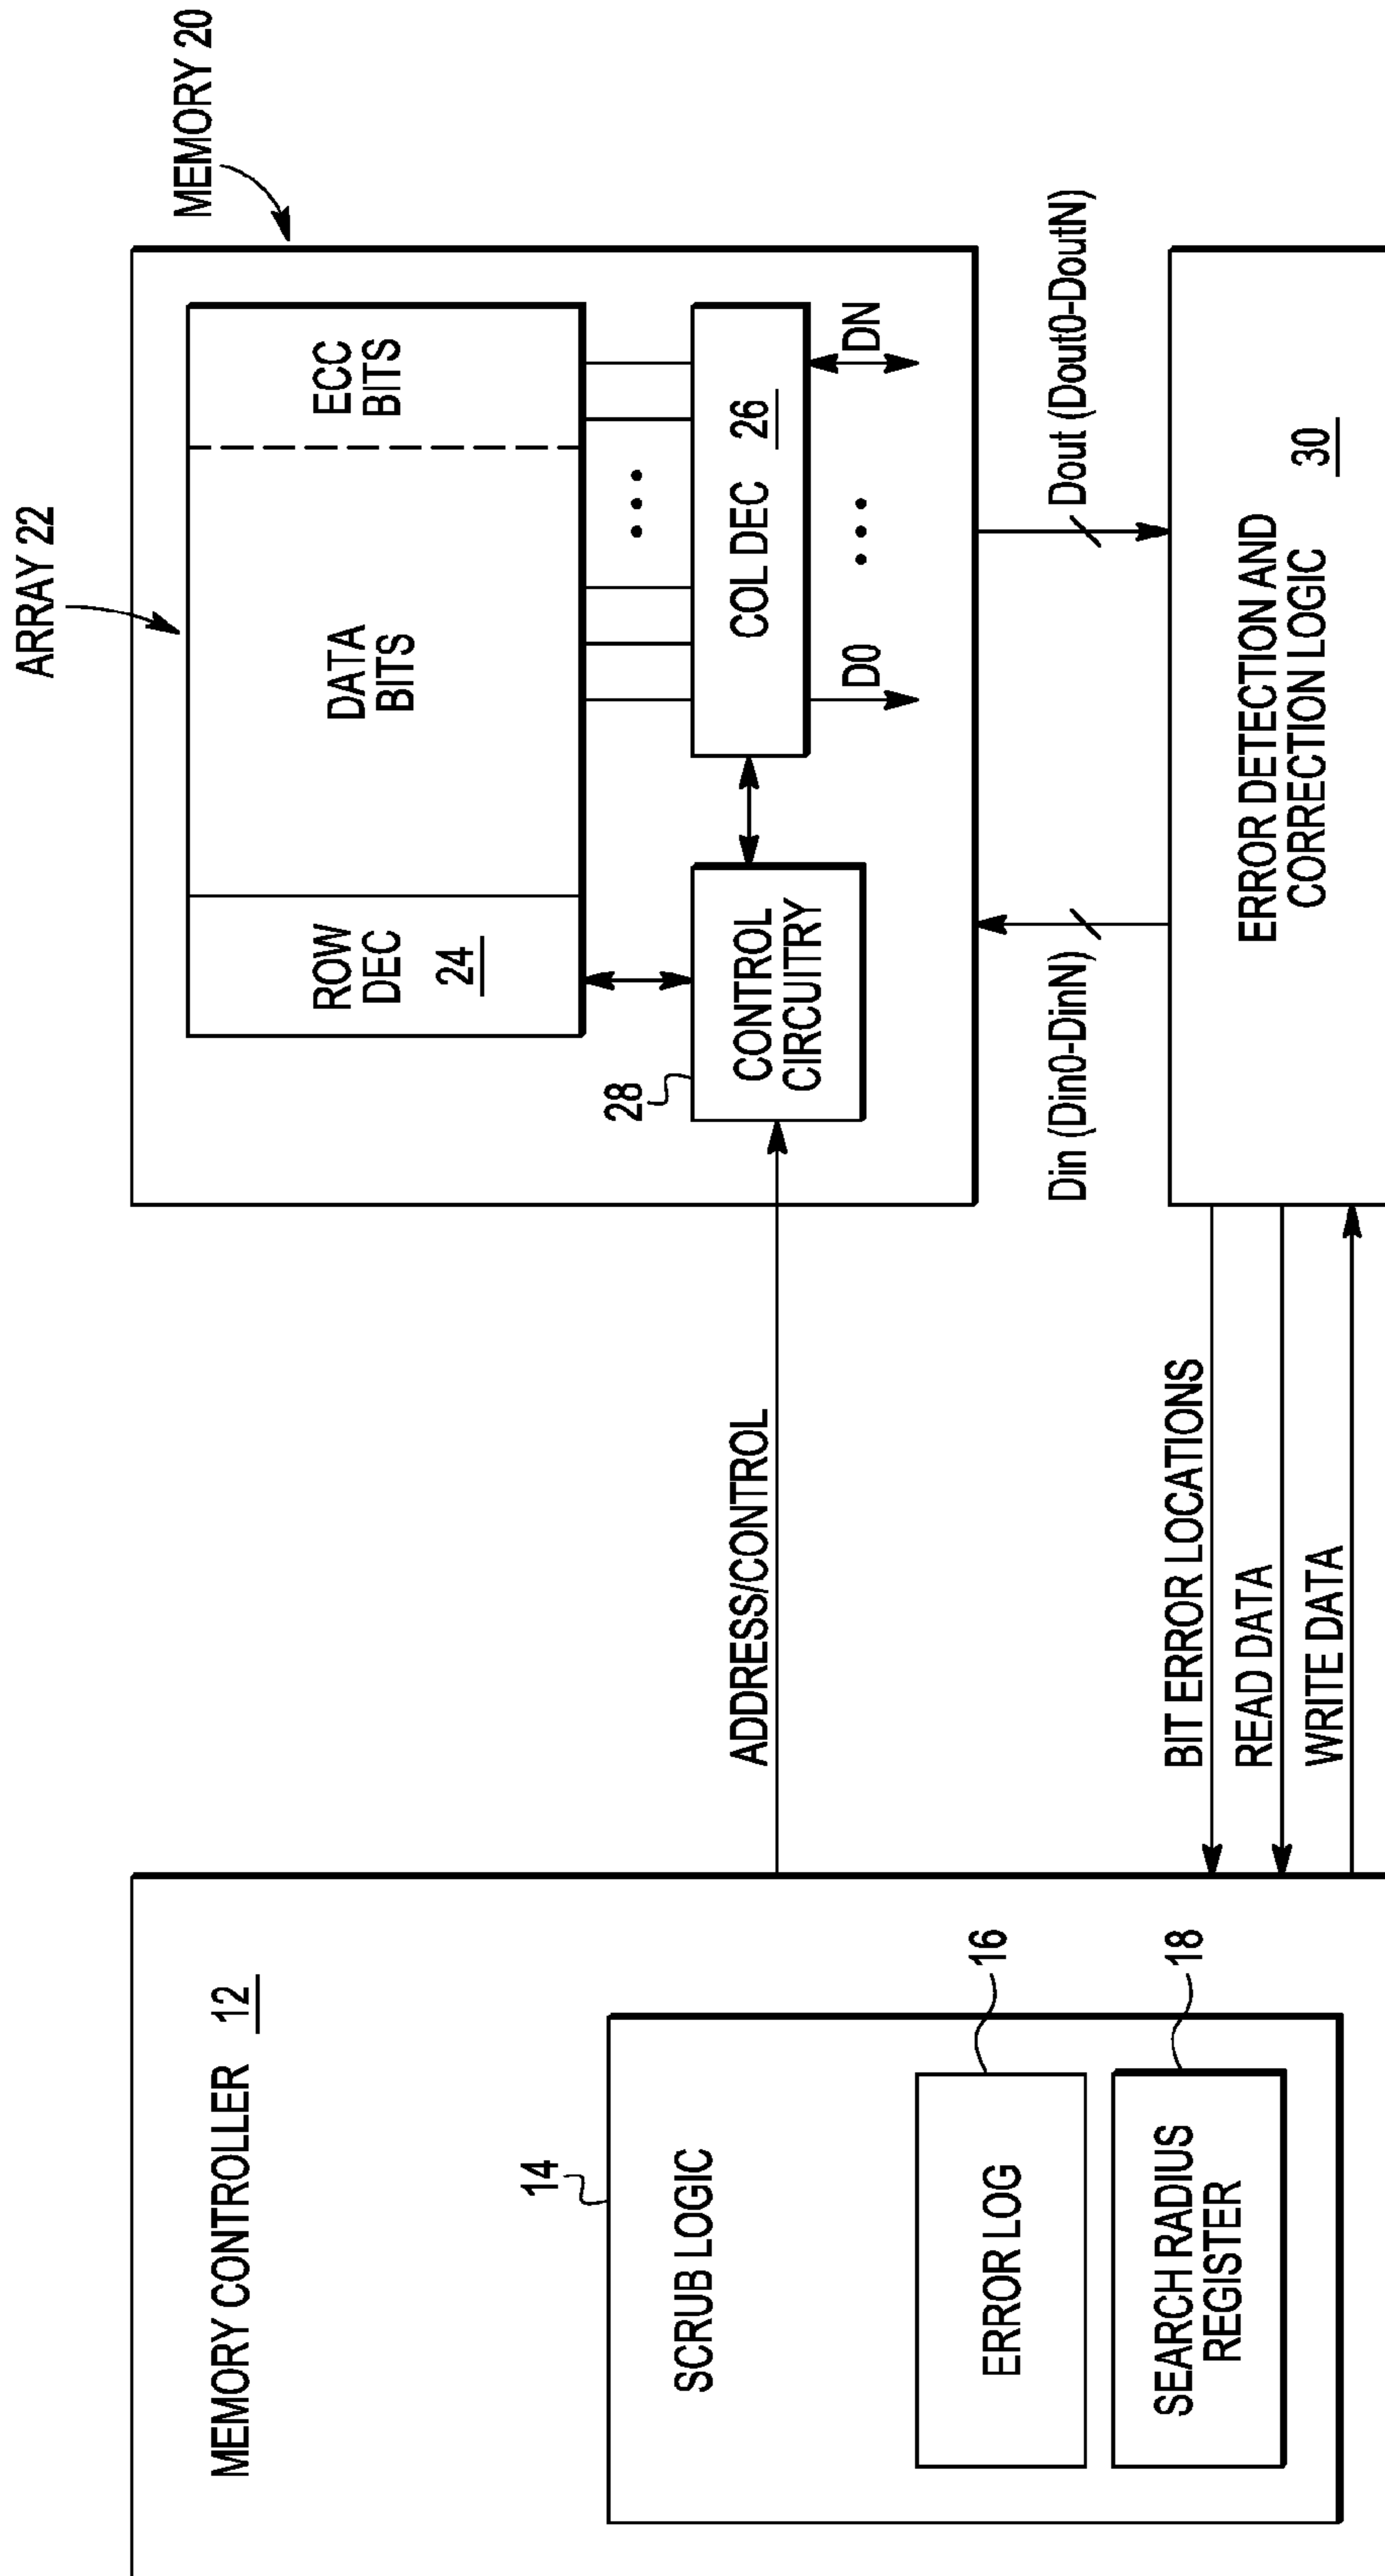 MEMORY CONTROLLER 12
14
SCRUB LOGIC
ERROR LOG
16
SEARCH RADIUS
REGISTER
18
ADDRESS/CONTROL
BIT ERROR LOCATIONS
READ DATA
WRITE DATA
ARRAY 22
MEMORY 20
ROW
DEC
24
DATA
BITS
ECC
BITS
28
CONTROL
CIRCUITRY
COL DEC 26
D0
DN
Din (Din0-DinN)
Dout (Dout0-DoutN)
ERROR DETECTION AND
CORRECTION LOGIC
30